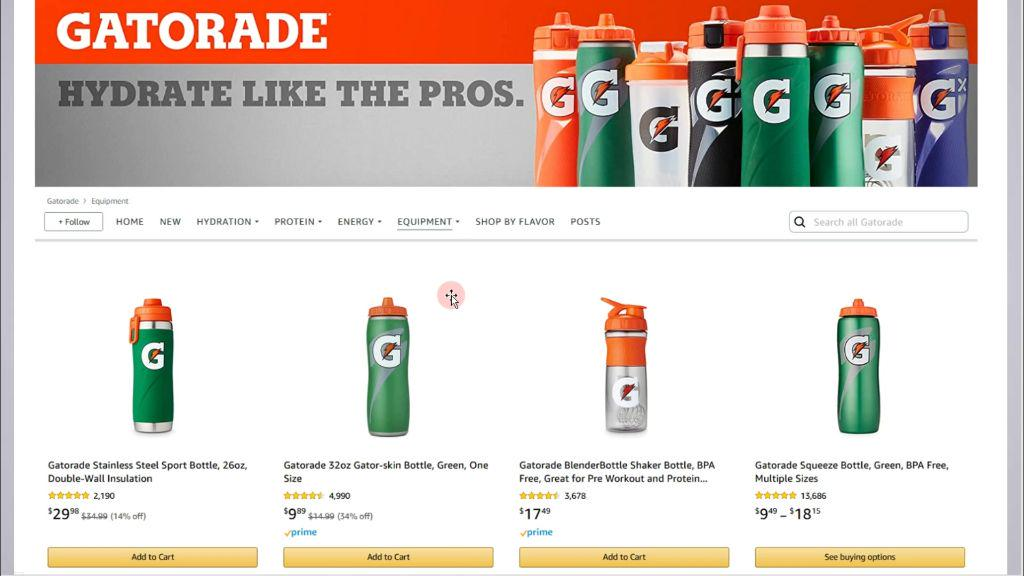 GATORADE
HYDRATE LIKE THE PROS.
Gatorade › Equipment
+ Follow HOME NEW HYDRATION PROTEIN ENERGY EQUIPMENT SHOP BY FLAVOR POSTS Search all Gatorade
G G G G
Gatorade Stainless Steel Sport Bottle, 26oz,
Double-Wall Insulation
2,190
$29.98 $34.99 (14% off)
Add to Cart
Gatorade 32oz Gator-skin Bottle, Green, One
Size
4,990
$9.89 $14.99 (34% off)
prime
Add to Cart
Gatorade BlenderBottle Shaker Bottle, BPA
Free, Great for Pre Workout and Protein...
3,678
$17.49
prime
Add to Cart
Gatorade Squeeze Bottle, Green, BPA Free,
Multiple Sizes
13,686
$9.49 – $18.15
See buying options